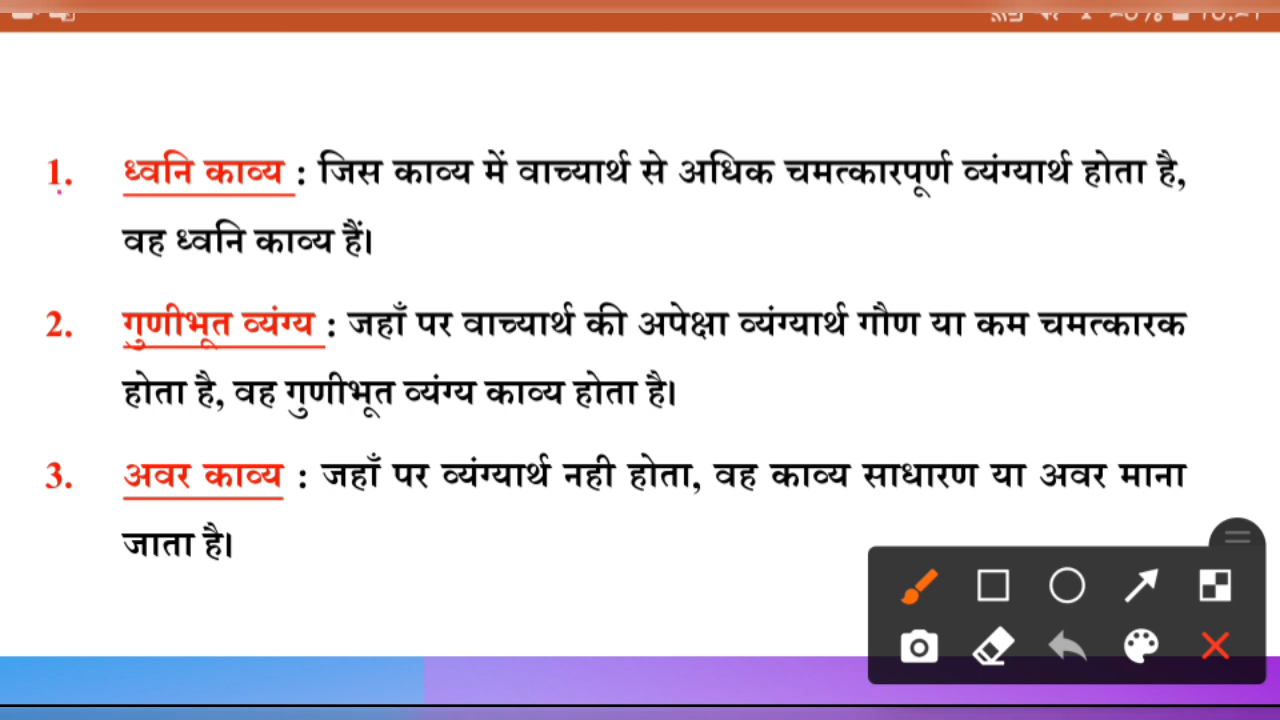 1. ध्वनि काव्य : जिस काव्य में वाच्यार्थ से अधिक चमत्कारपूर्ण व्यंग्यार्थ होता है,
वह ध्वनि काव्य हैं।
2. गुणीभूत व्यंग्य : जहाँ पर वाच्यार्थ की अपेक्षा व्यंग्यार्थ गौण या कम चमत्कारक
होता है, वह गुणीभूत व्यंग्य काव्य होता है।
3. अवर काव्य : जहाँ पर व्यंग्यार्थ नही होता, वह काव्य साधारण या अवर माना
जाता है।